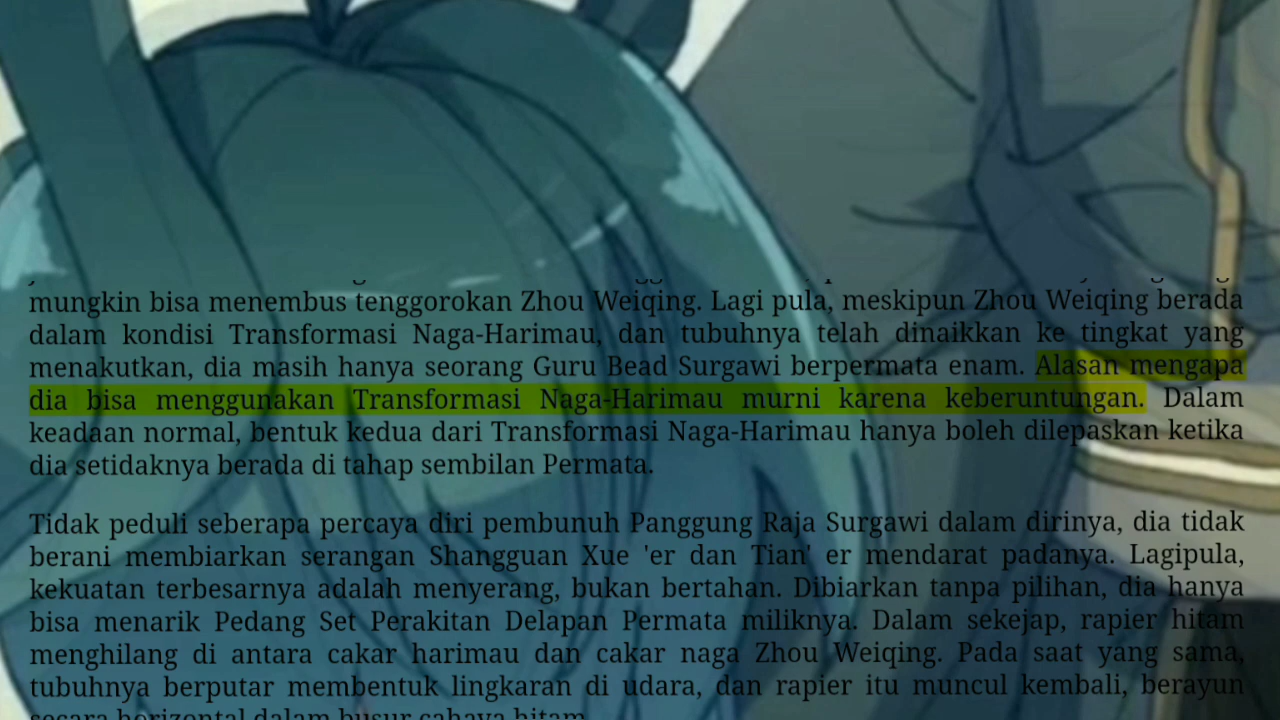 mungkin bisa menembus tenggorokan Zhou Weiqing. Lagi pula, meskipun Zhou Weiqing berada
dalam kondisi Transformasi Naga-Harimau, dan tubuhnya telah dinaikkan ke tingkat yang
menakutkan, dia masih hanya seorang Guru Bead Surgawi berpermata enam. Alasan mengapa
dia bisa menggunakan Transformasi Naga-Harimau murni karena keberuntungan. Dalam
keadaan normal, bentuk kedua dari Transformasi Naga-Harimau hanya boleh dilepaskan ketika
dia setidaknya berada di tahap sembilan Permata.
Tidak peduli seberapa percaya diri pembunuh Panggung Raja Surgawi dalam dirinya, dia tidak
berani membiarkan serangan Shangguan Xue 'er dan Tian' er mendarat padanya. Lagipula,
kekuatan terbesarnya adalah menyerang, bukan bertahan. Dibiarkan tanpa pilihan, dia hanya
bisa menarik Pedang Set Perakitan Delapan Permata miliknya. Dalam sekejap, rapier hitam
menghilang di antara cakar harimau dan cakar naga Zhou Weiqing. Pada saat yang sama,
tubuhnya berputar membentuk lingkaran di udara, dan rapier itu muncul kembali, berayun
secara horizontal dalam busur cahaya hitam.